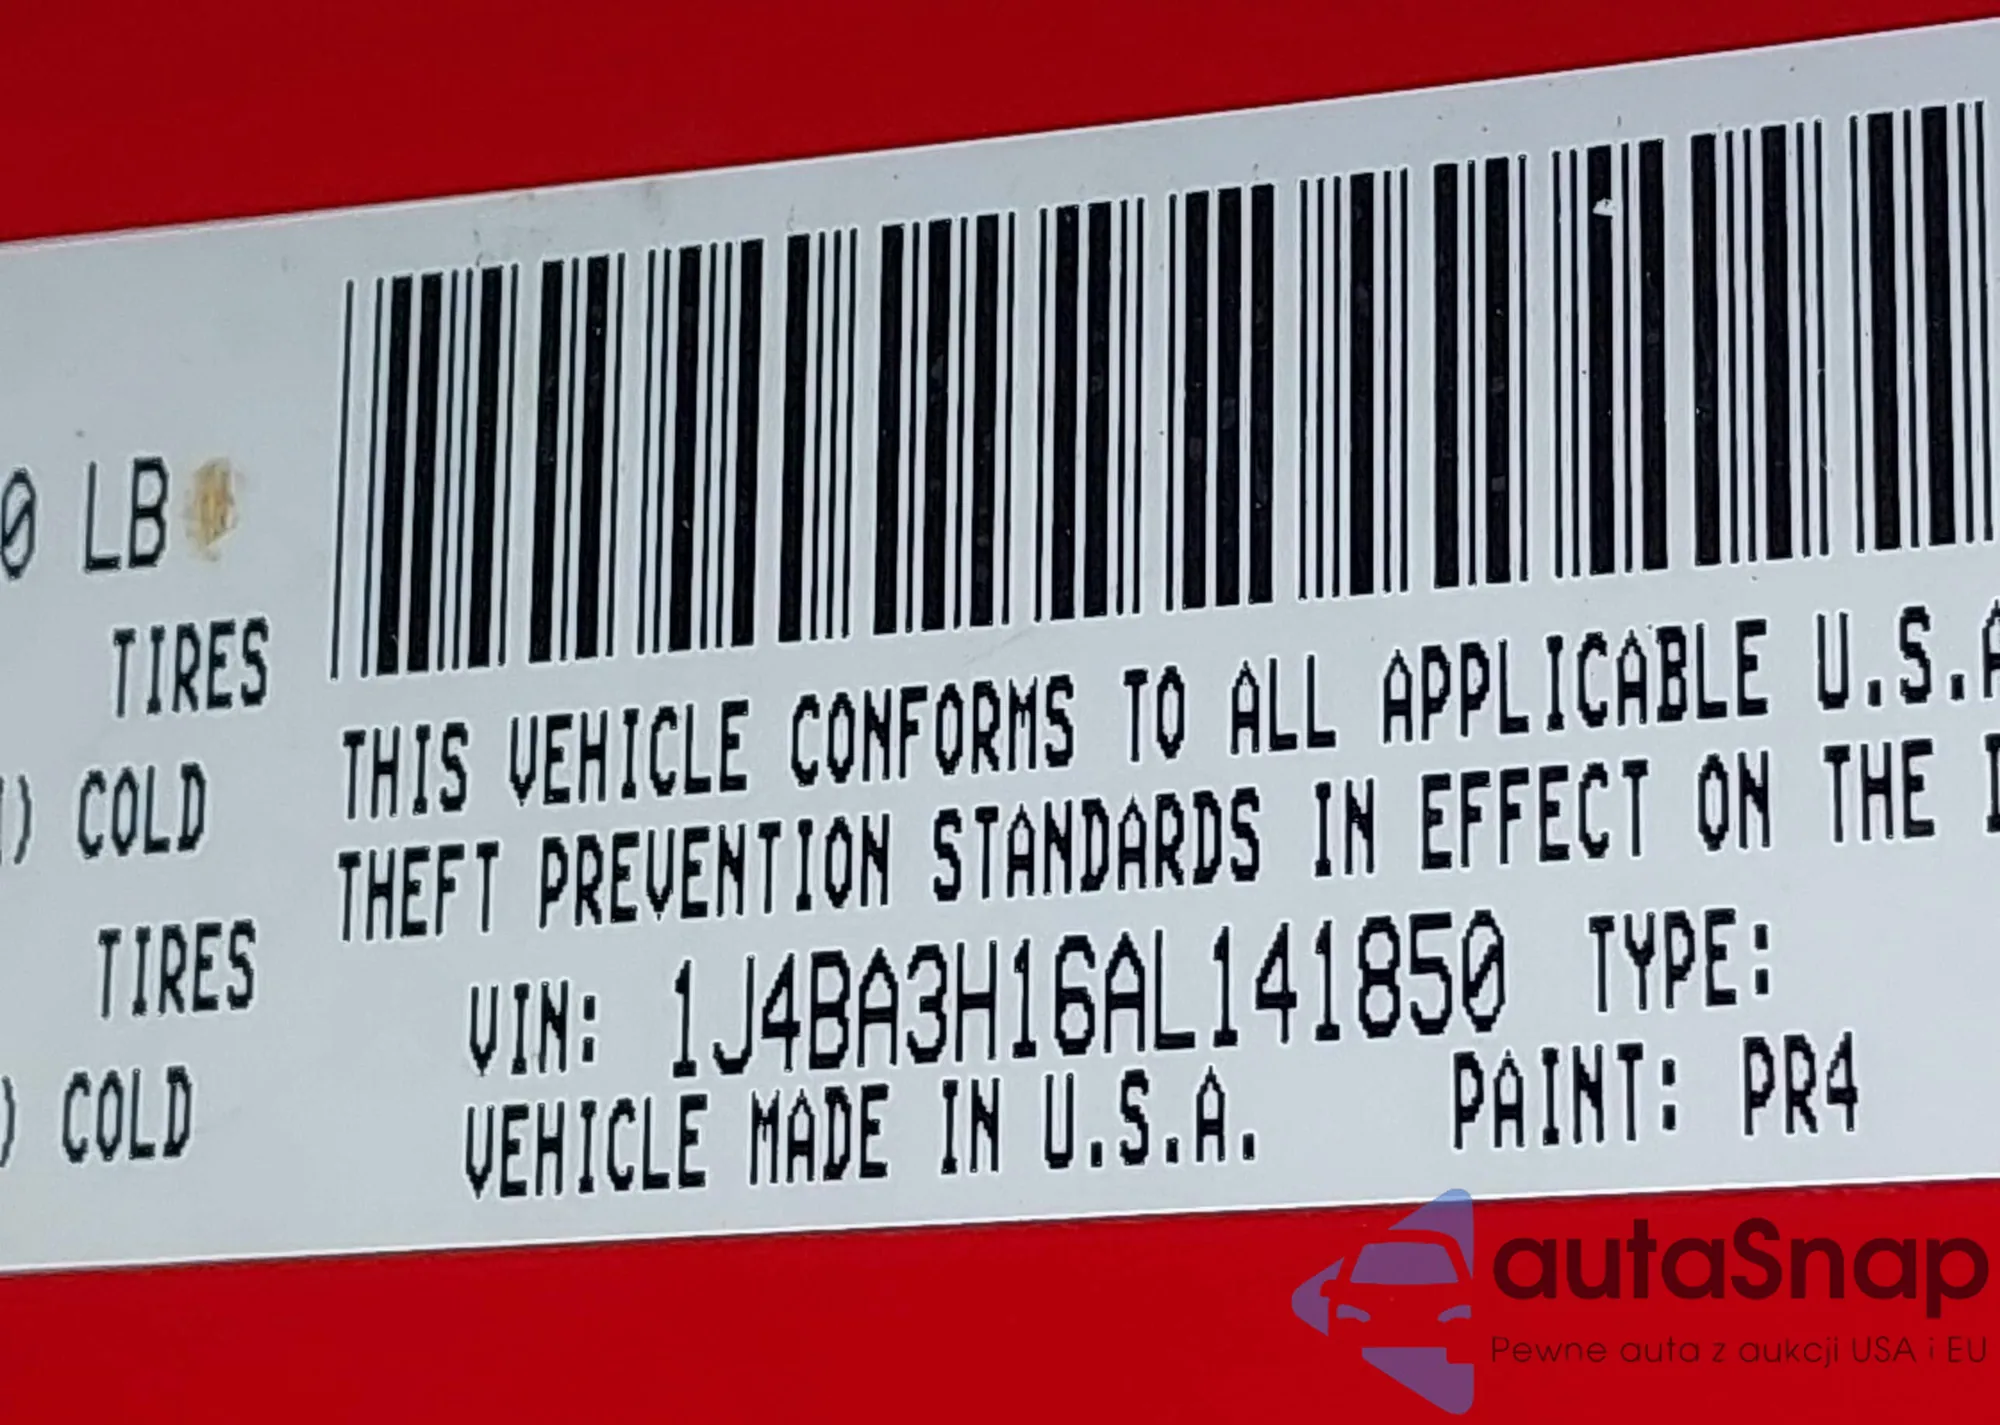 0 LB
TIRES
) COLD
TIRES
) COLD
THIS VEHICLE CONFORMS TO ALL APPLICABLE U.S.A
THEFT PREVENTION STANDARDS IN EFFECT ON THE
VIN: 1J4BA3H16AL141850 TYPE:
VEHICLE MADE IN U.S.A. PAINT: PR4
autaSnap
Pewne auta z aukcji USA i EU